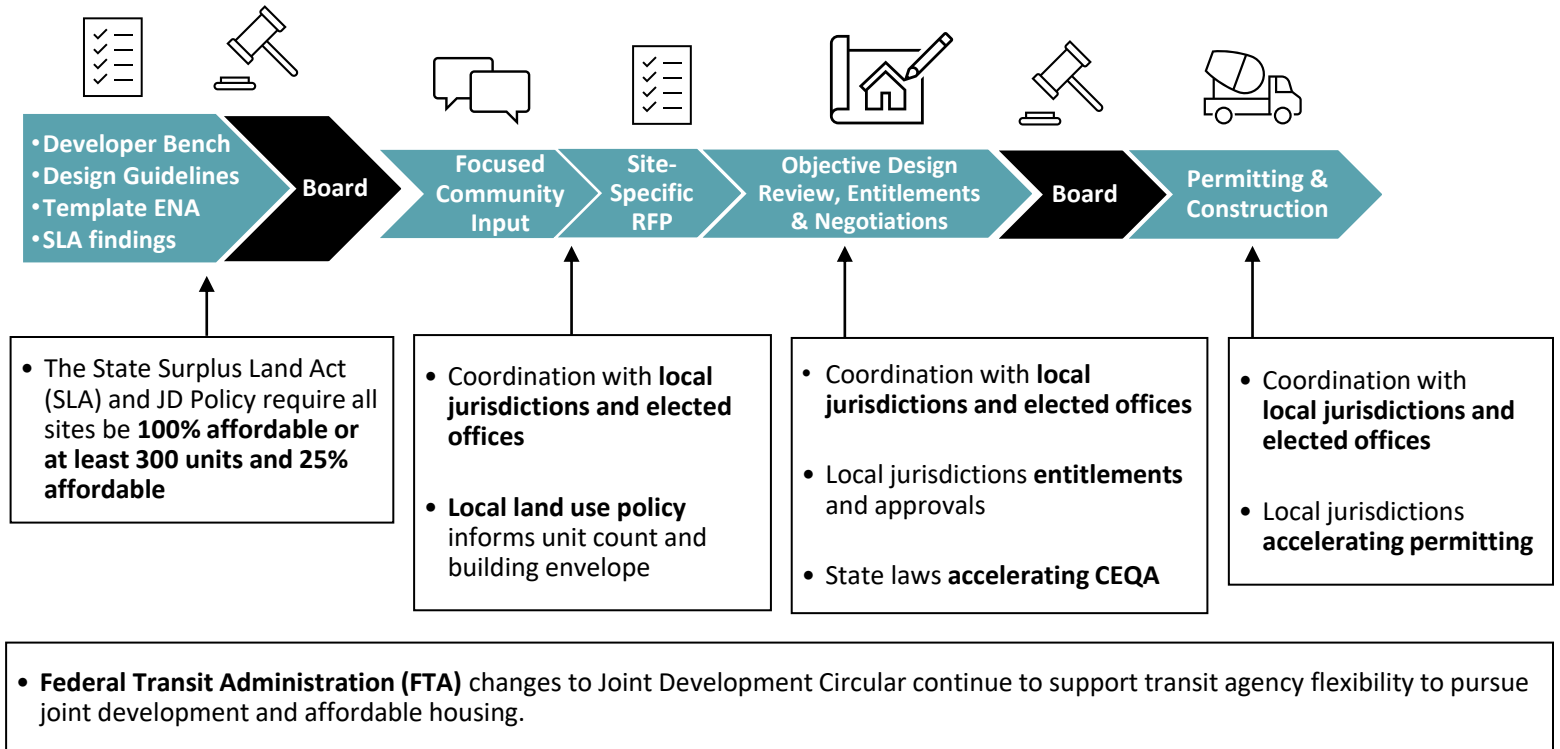 •Developer Bench
•Design Guidelines
•Template ENA
•SLA findings
Board
Focused
Community
Input
Site-
Specific
RFP
Objective Design
Review, Entitlements
& Negotiations
Board
Permitting &
Construction
• The State Surplus Land Act
(SLA) and JD Policy require all
sites be 100% affordable or
at least 300 units and 25%
affordable
• Coordination with local
jurisdictions and elected
offices
• Local land use policy
informs unit count and
building envelope
• Coordination with local
jurisdictions and elected offices
• Local jurisdictions entitlements
and approvals
• State laws accelerating CEQA
• Coordination with
local jurisdictions and
elected offices
• Local jurisdictions
accelerating permitting
• Federal Transit Administration (FTA) changes to Joint Development Circular continue to support transit agency flexibility to pursue
joint development and affordable housing.